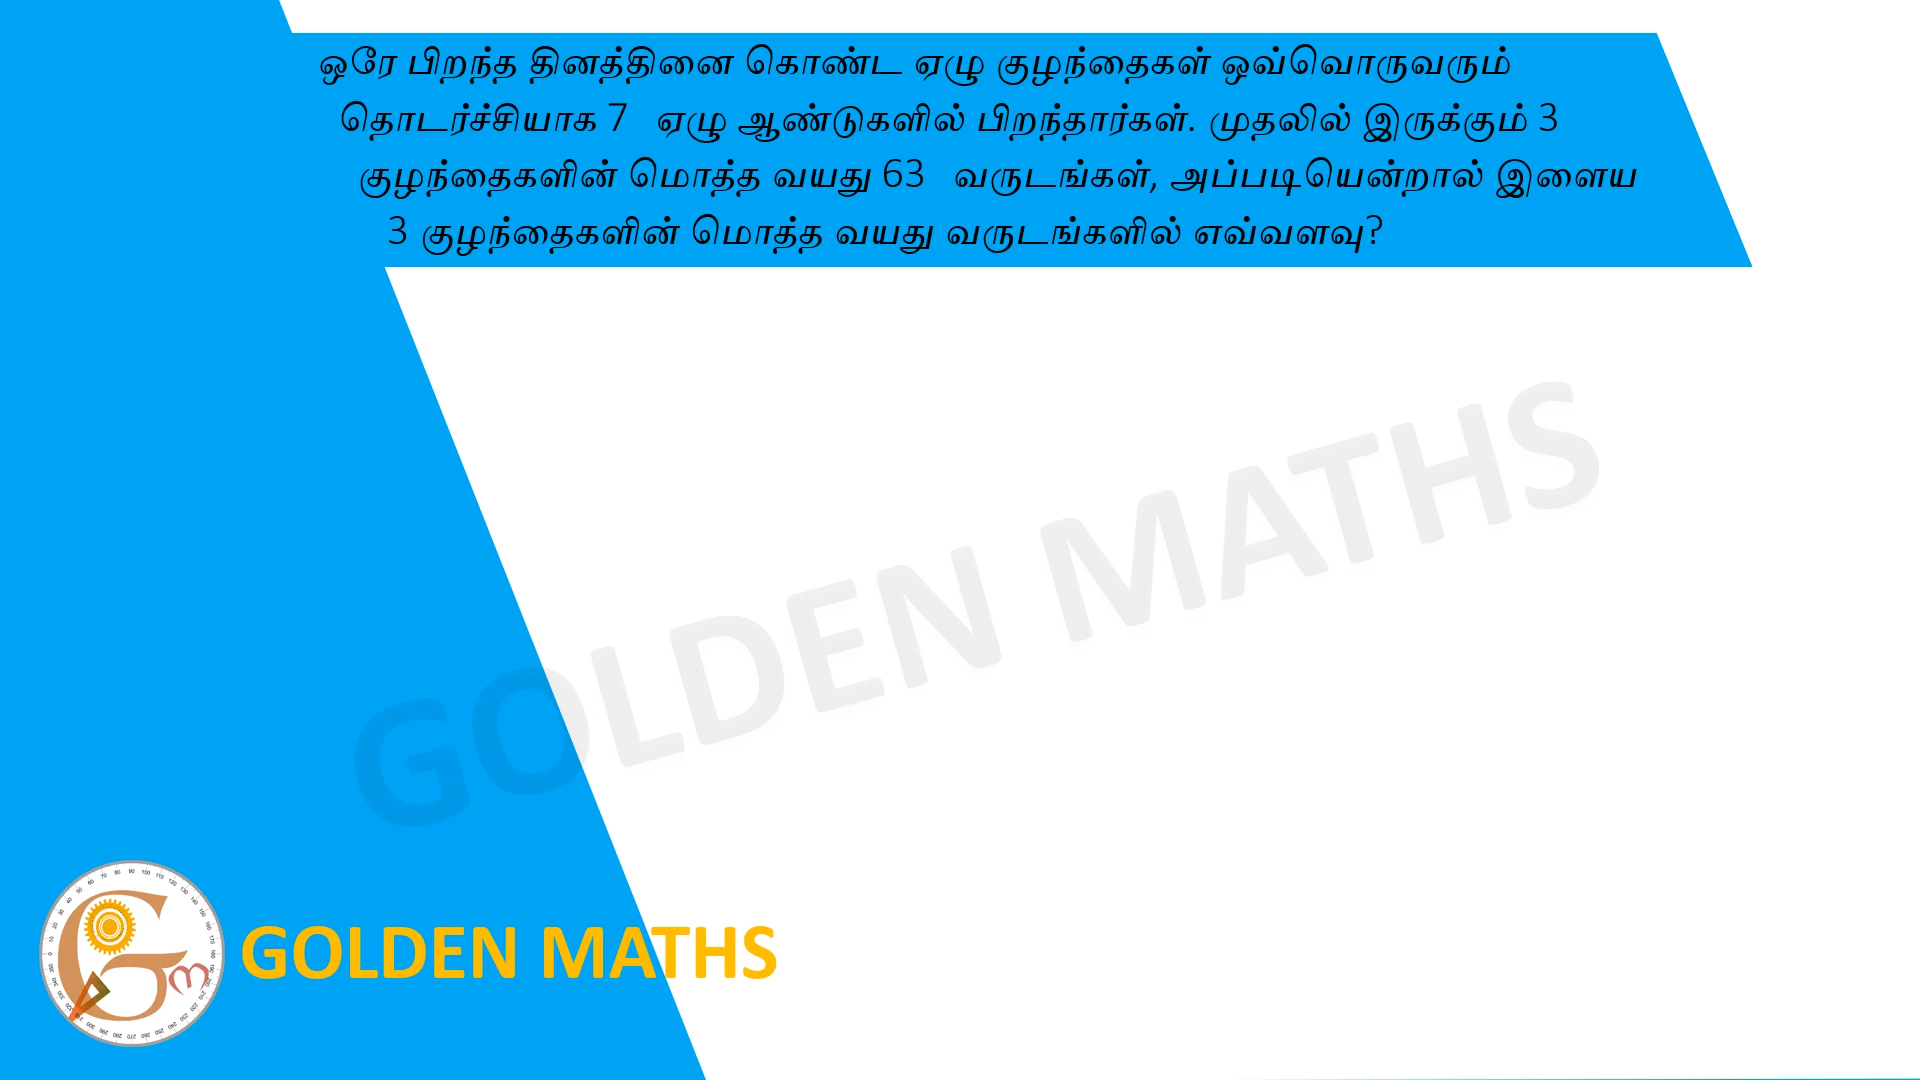 ஒரே பிறந்த தினத்தினை கொண்ட ஏழு குழந்தைகள் ஒவ்வொருவரும்
தொடர்ச்சியாக 7 ஏழு ஆண்டுகளில் பிறந்தார்கள். முதலில் இருக்கும் 3
குழந்தைகளின் மொத்த வயது 63 வருடங்கள், அப்படியென்றால் இளைய
3 குழந்தைகளின் மொத்த வயது வருடங்களில் எவ்வளவு?
GOLDEN MATHS
GOLDEN MATHS